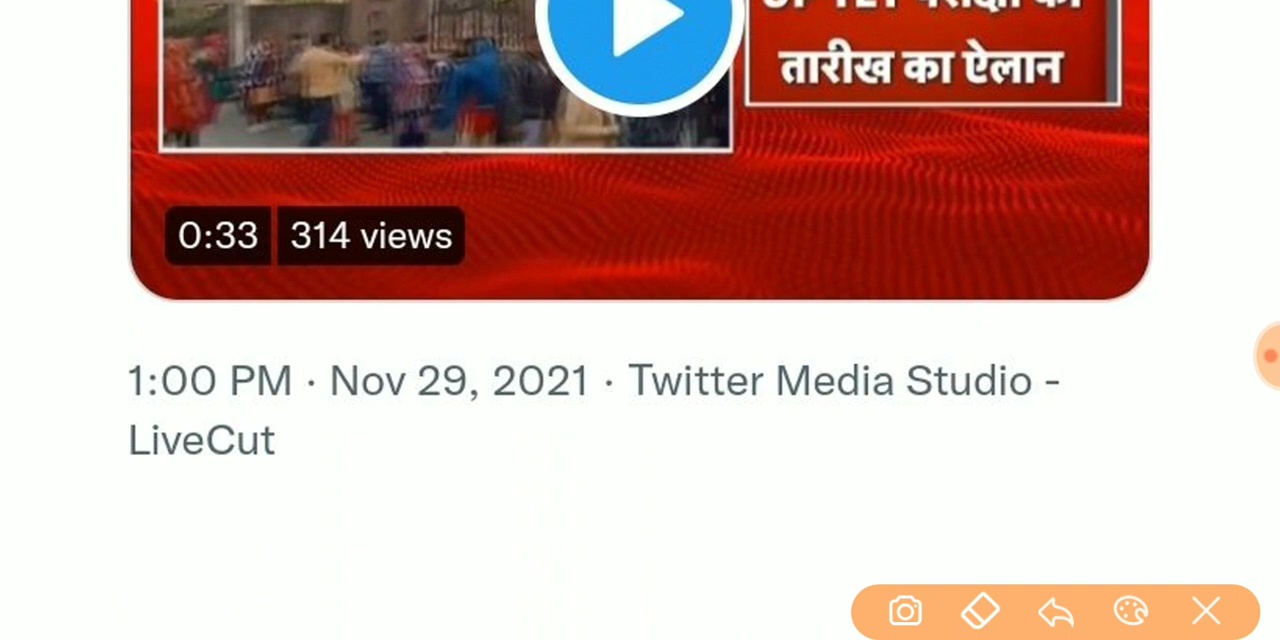 तारीख का ऐलान
0:33 314 views
1:00 PM · Nov 29, 2021 · Twitter Media Studio -
LiveCut